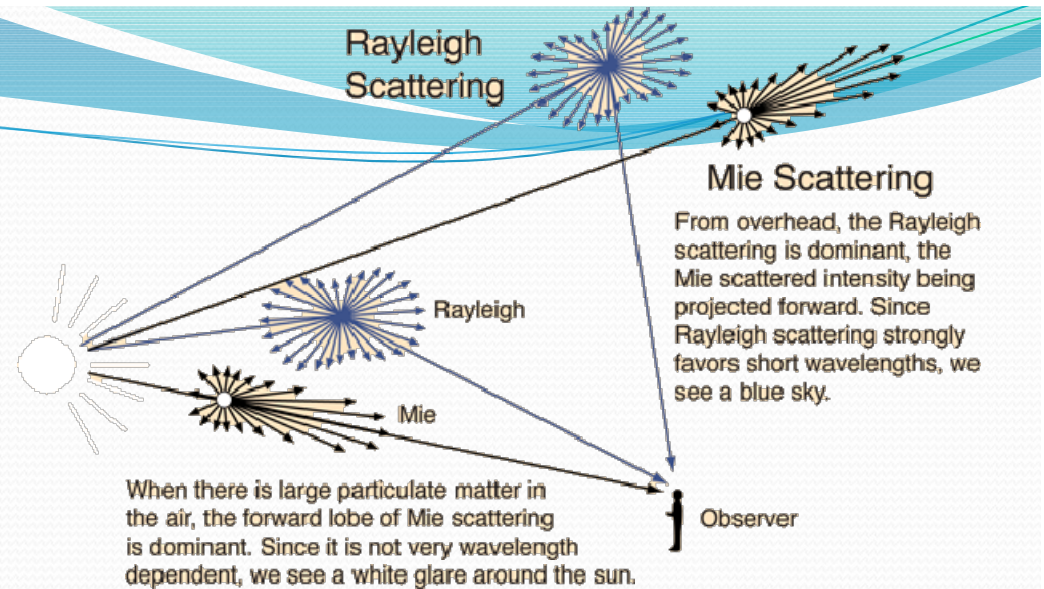 Rayleigh
Scattering
Mie Scattering
From overhead, the Rayleigh
scattering is dominant, the
Mie scattered intensity being
projected forward. Since
Rayleigh scattering strongly
favors short wavelengths, we
see a blue sky.
Rayleigh
Mie
When there is large particulate matter in
the air, the forward lobe of Mie scattering
is dominant. Since it is not very wavelength
dependent, we see a white glare around the sun.
Observer